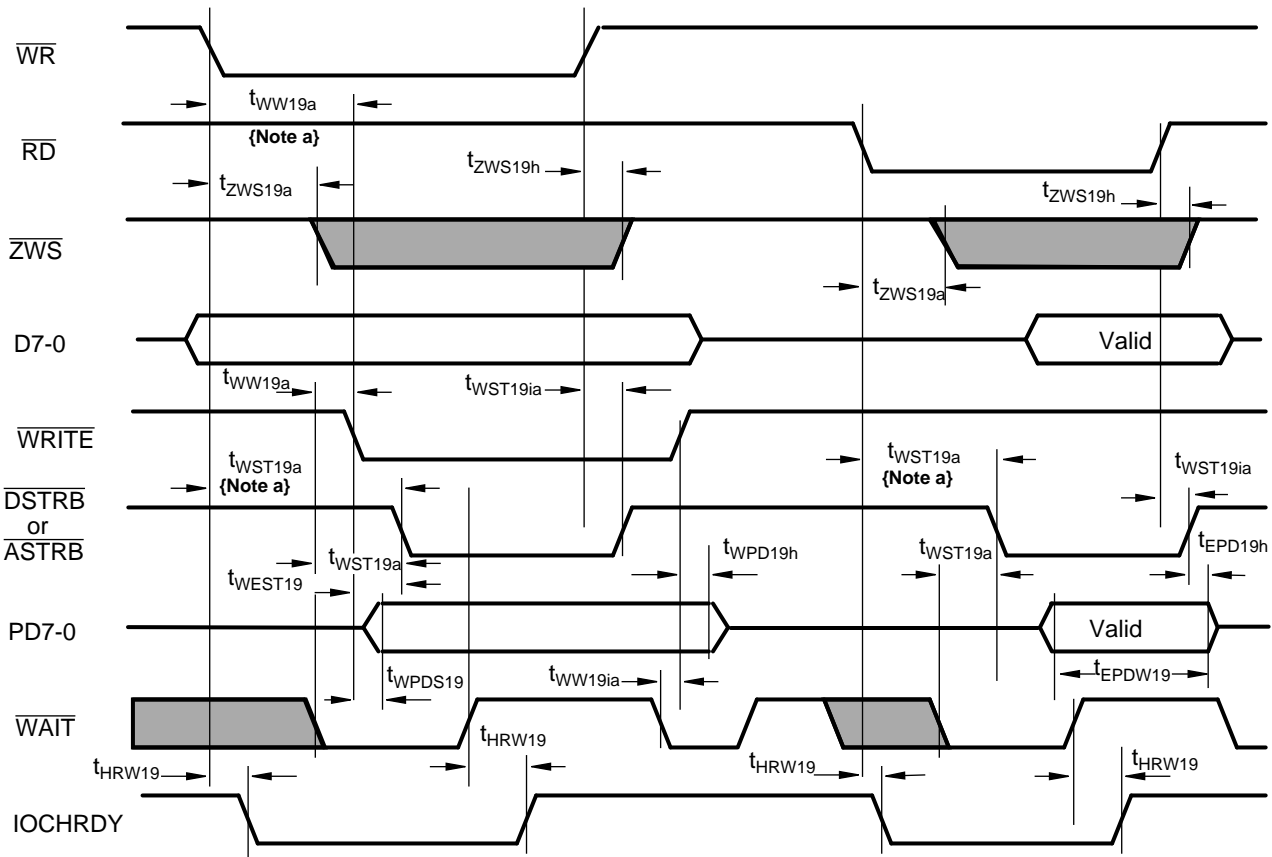 WR
tWW19a
{Note a}
RD
tZWS19h
tZWS19a
tZWS19h
ZWS
tZWS19a
D7-0
Valid
tWW19a
tWST19ia
WRITE
tWST19a
{Note a}
tWST19a
{Note a}
tWST19ia
DSTRB
or
ASTRB
tWST19a
tWPD19h
tWST19a
tEPD19h
tWEST19
PD7-0
Valid
tWPDS19
tWW19ia
tEPDW19
WAIT
tHRW19
tHRW19
tHRW19
tHRW19
IOCHRDY